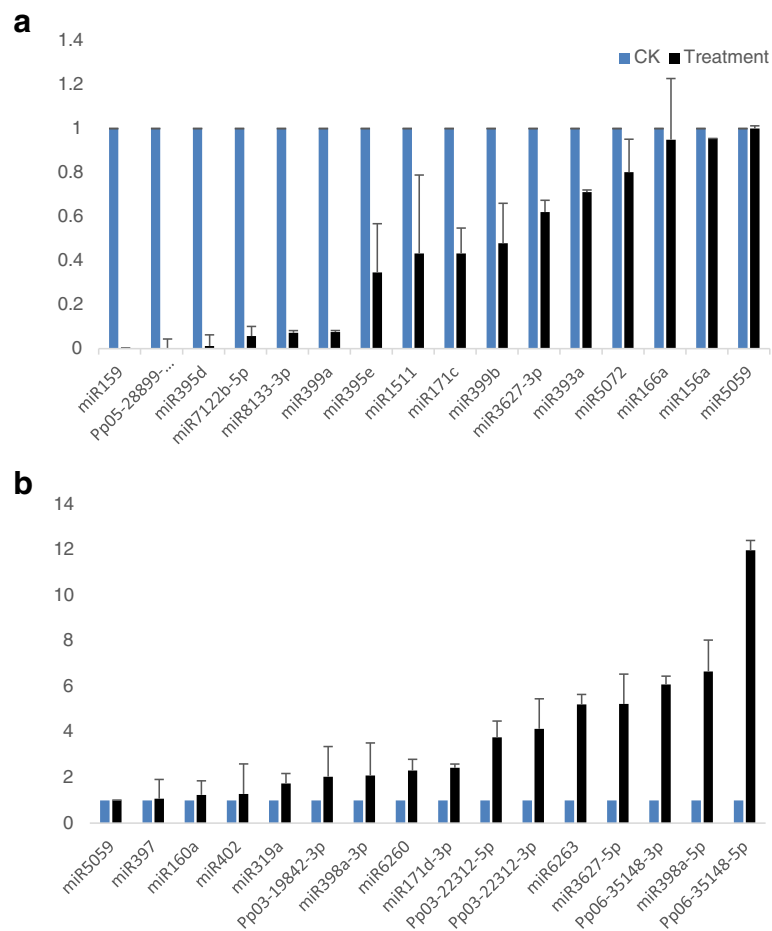 a
1.4
1.2
1
0.8
0.6
0.4
0.2
0
CK Treatment
miR159
Pp05-28899-...
miR395d
miR7122b-5p
miR8133-3p
miR399a
miR395e
miR1511
miR171c
miR399b
miR3627-3p
miR393a
miR5072
miR166a
miR156a
miR5059
b
14
12
10
8
6
4
2
0
miR5059
miR397
miR160a
miR402
miR319a
Pp03-19842-3p
miR398a-3p
miR6260
miR171d-3p
Pp03-22312-5p
Pp03-22312-3p
miR6263
miR3627-5p
Pp06-35148-3p
miR398a-5p
Pp06-35148-5p